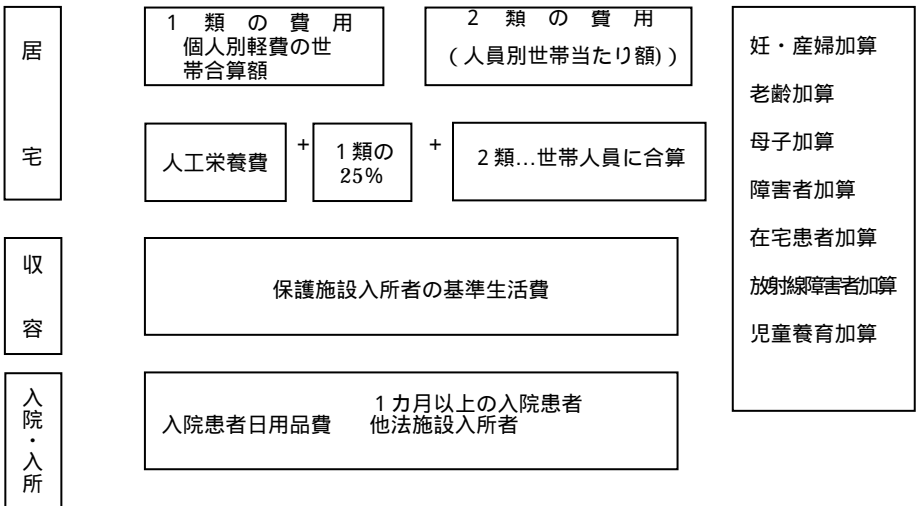 居宅
1 類 の 費 用
個人別軽費の世
帯合算額
2 類 の 費 用
(人員別世帯当たり額))
人工栄養費
+
1類の
25%
+
2類…世帯人員に合算
収容
保護施設入所者の基準生活費
入院・入所
入院患者日用品費
1カ月以上の入院患者
他法施設入所者
妊・産婦加算
老齢加算
母子加算
障害者加算
在宅患者加算
放射線障害者加算
児童養育加算